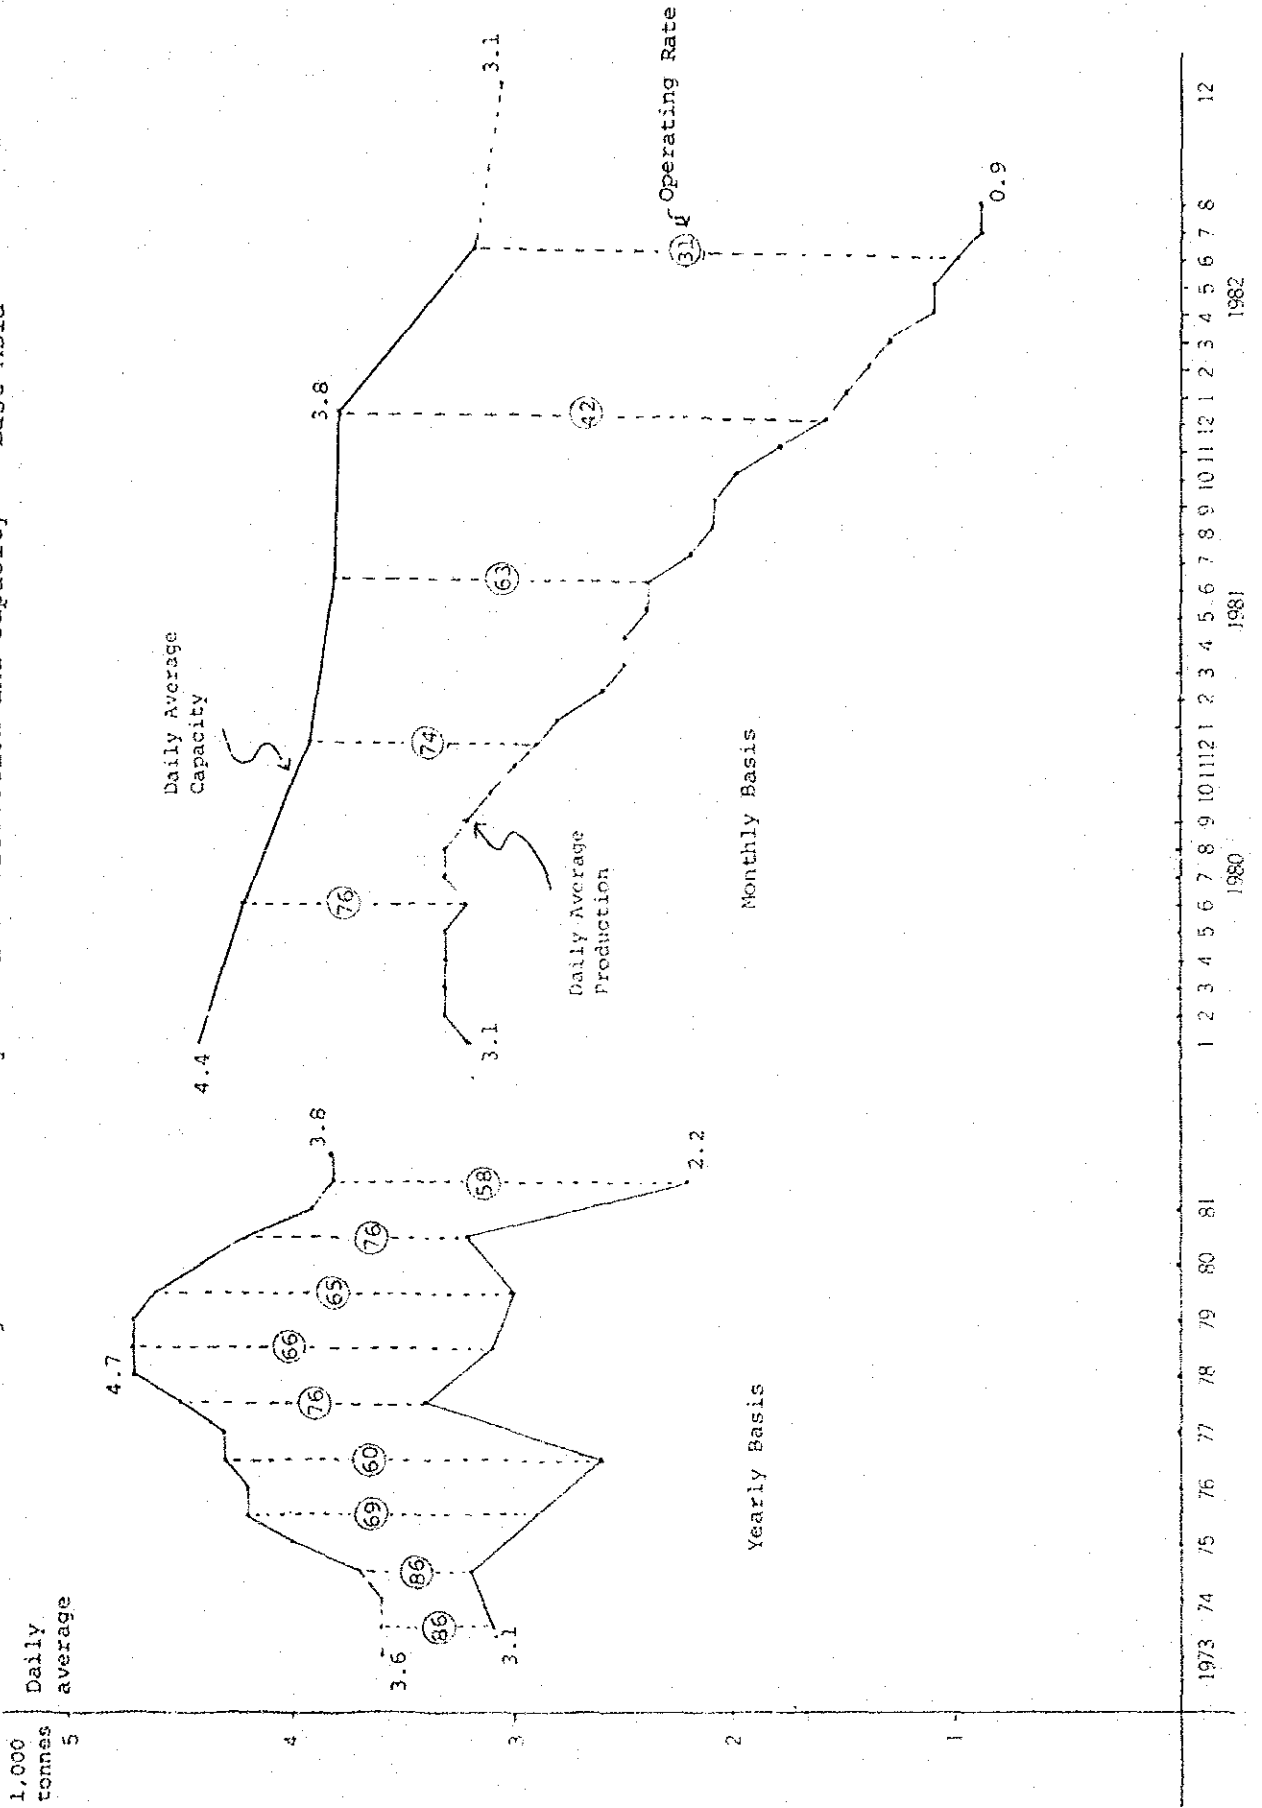 Production and Capacity East Asia
1,000
tonnes
Daily
average
5
4
3
2
1
3.6
3.1
4.7
3.8
2.2
86
86
69
60
76
66
65
76
58
Yearly Basis
1973 74 75 76 77 78 79 80 81
4.4
3.1
Daily Average
Capacity
Daily Average
Production
3.8
3.1
0.9
Operating Rate
76
74
63
42
31
Monthly Basis
1 2 3 4 5 6 7 8 9 10 11 12 1 2 3 4 5 6 7 8 9 10 11 12 1 2 3 4 5 6 7 8 12
1980 1981 1982